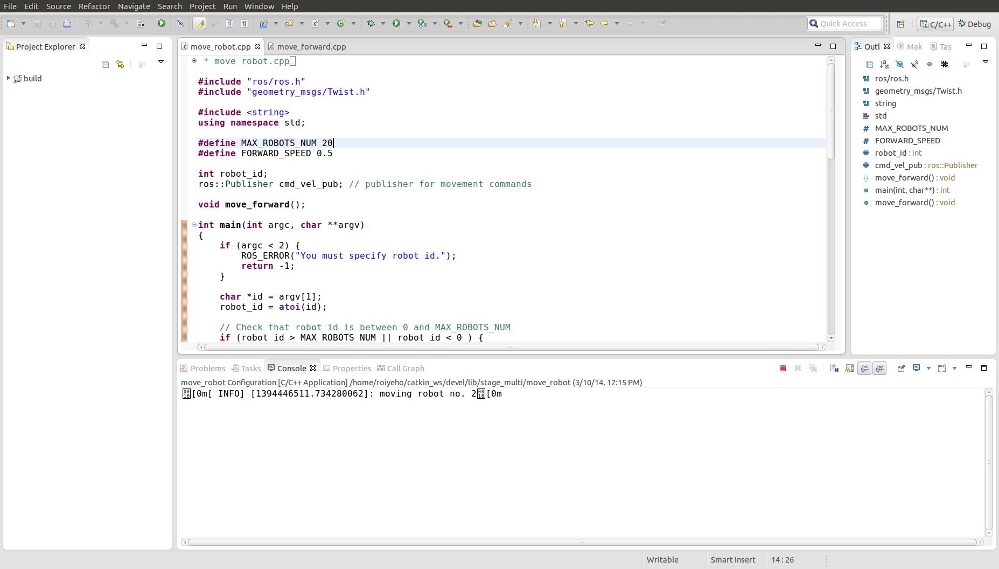 File Edit Source Refactor Navigate Search Project Run Window Help
Quick Access
C/C++ Debug
Project Explorer
build
move_robot.cpp move_forward.cpp
* move_robot.cpp
#include "ros/ros.h"
#include "geometry_msgs/Twist.h"
#include <string>
using namespace std;
#define MAX_ROBOTS_NUM 20
#define FORWARD_SPEED 0.5
int robot_id;
ros::Publisher cmd_vel_pub; // publisher for movement commands
void move_forward();
int main(int argc, char **argv)
{
if (argc < 2) {
ROS_ERROR("You must specify robot id.");
return -1;
}
char *id = argv[1];
robot_id = atoi(id);
// Check that robot id is between 0 and MAX_ROBOTS_NUM
if (robot_id > MAX_ROBOTS_NUM || robot_id < 0 ) {
Outl Mak Tas
ros/ros.h
geometry_msgs/Twist.h
string
std
MAX_ROBOTS_NUM
FORWARD_SPEED
robot_id : int
cmd_vel_pub : ros::Publisher
move_forward() : void
main(int, char**) : int
move_forward() : void
Problems Tasks Console Properties Call Graph
move_robot Configuration [C/C++ Application] /home/roiyeho/catkin_ws/devel/lib/stage_multi/move_robot (3/10/14, 12:15 PM)
[0m[ INFO] [1394446511.734280062]: moving robot no. 2[0m
Writable Smart Insert 14 : 26